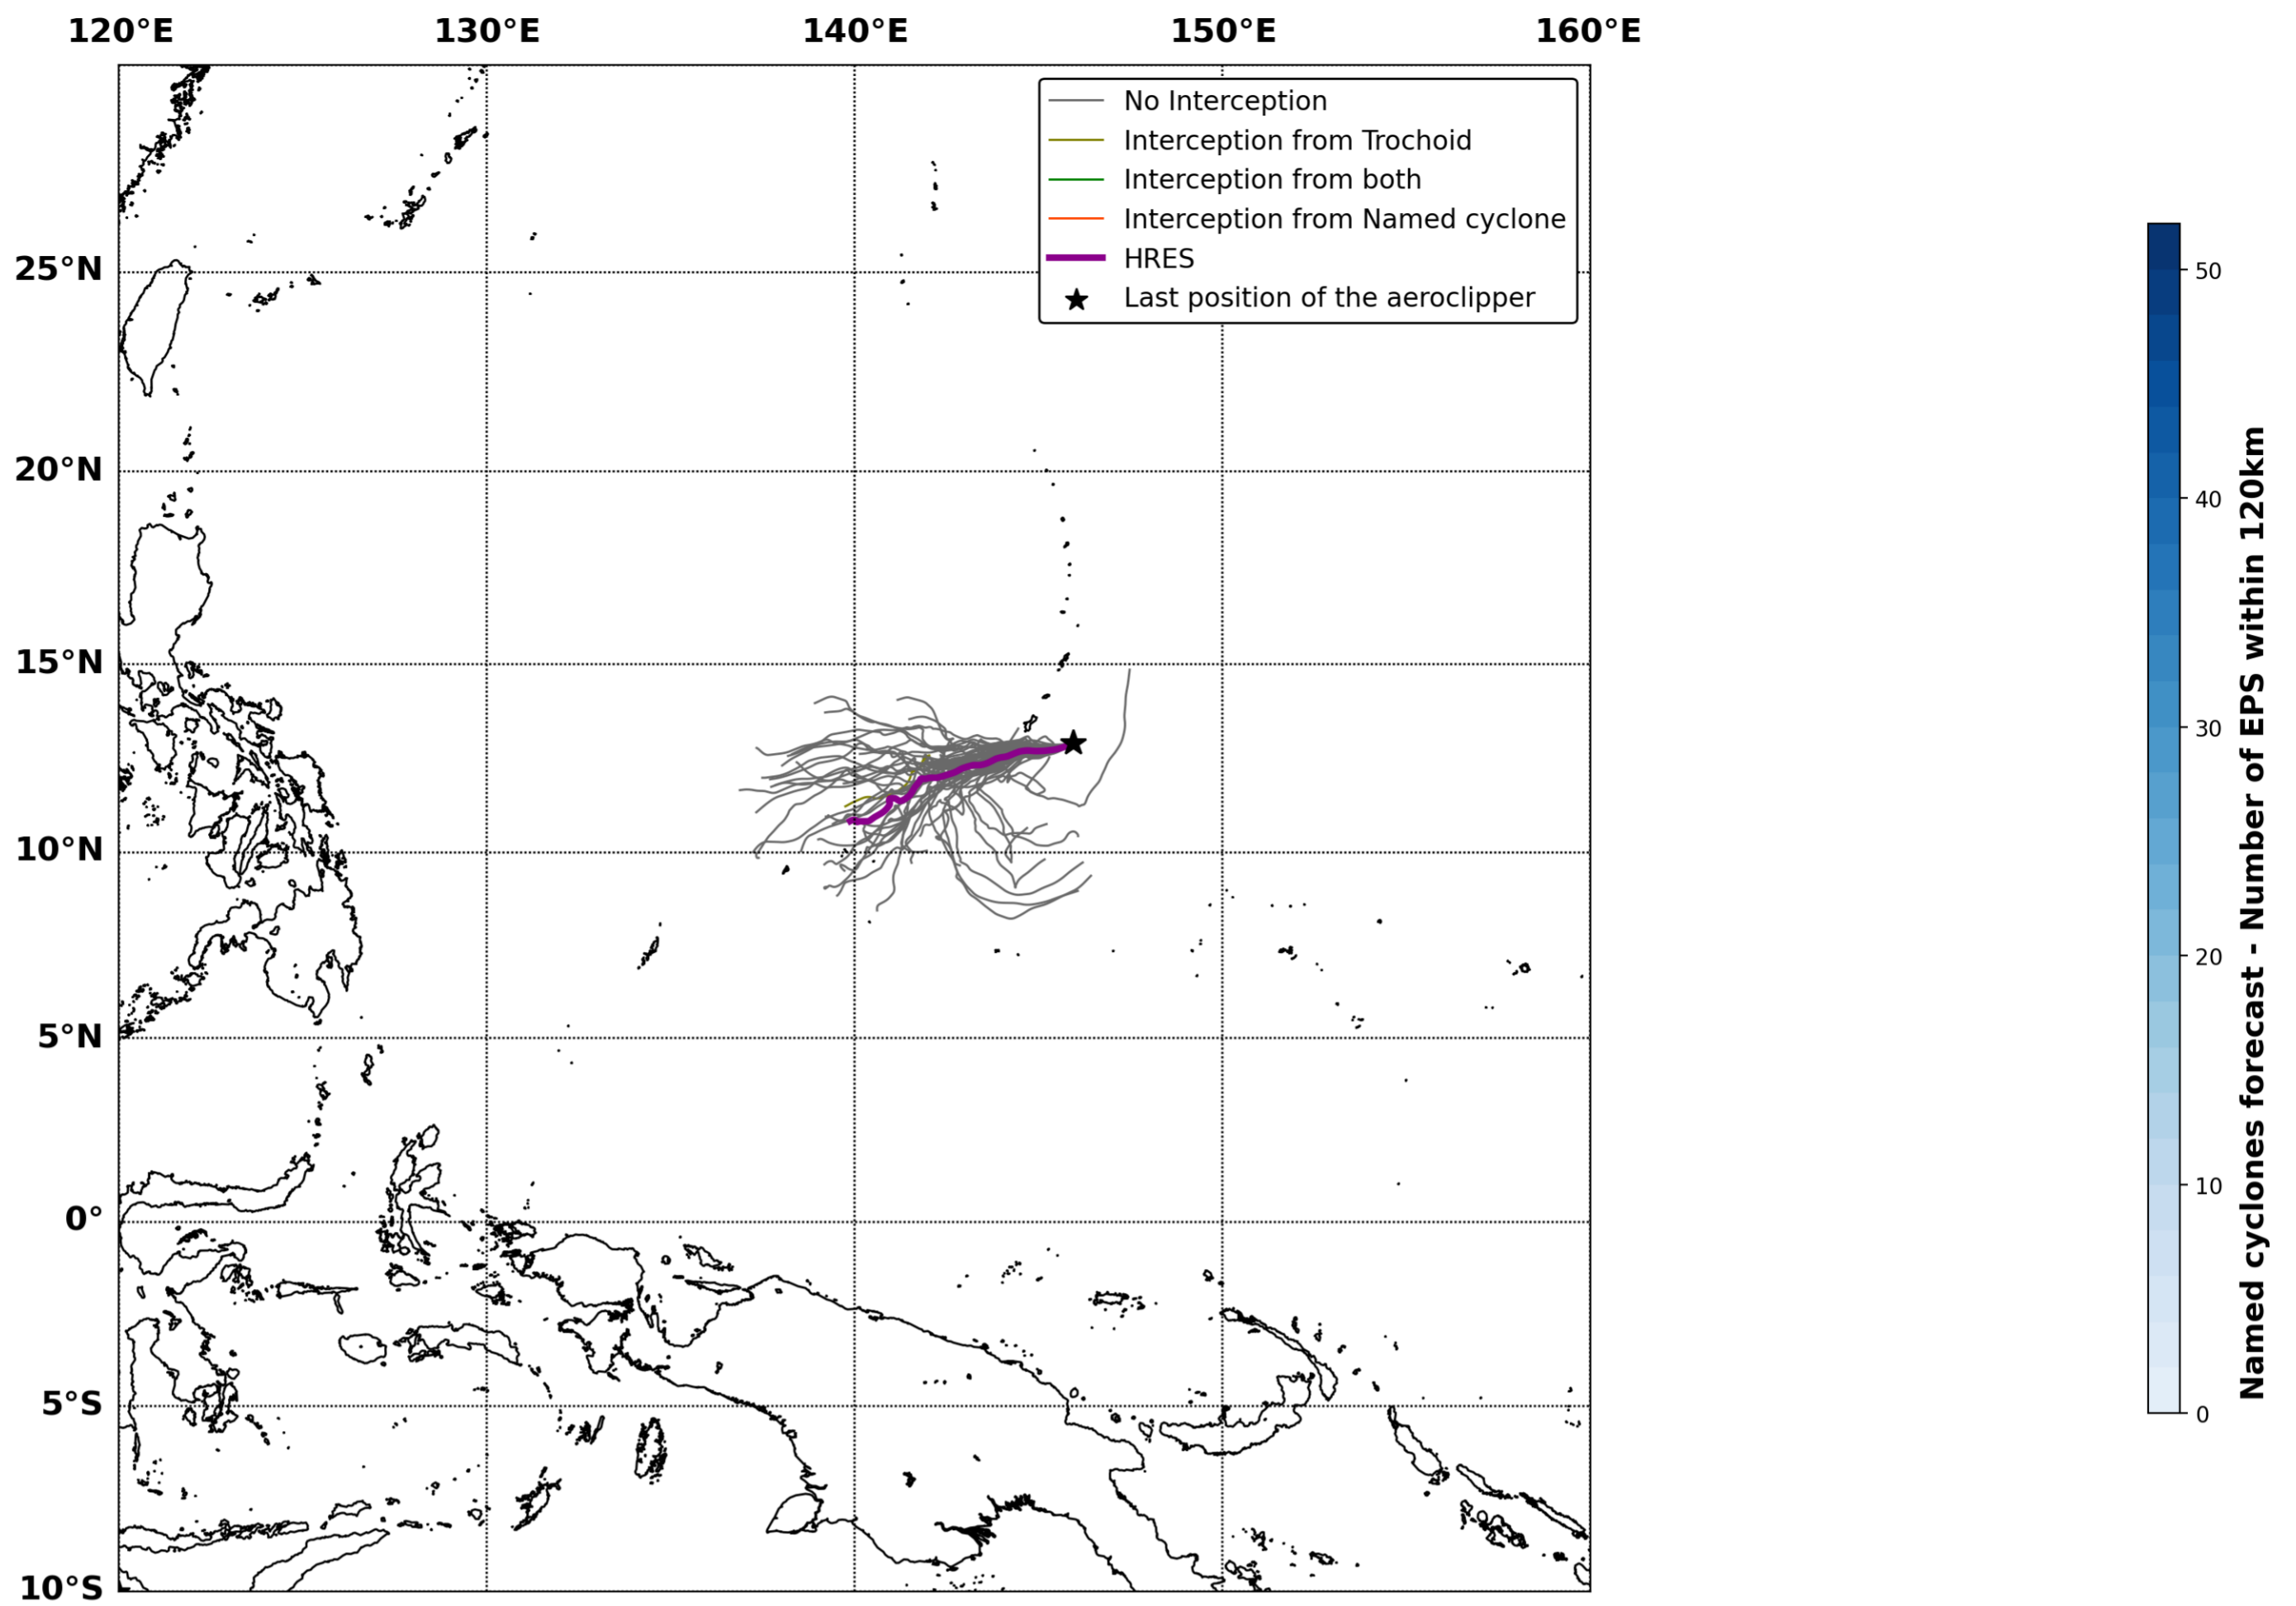 120°E 130°E 140°E 150°E 160°E
No Interception
Interception from Trochoid
Interception from both
Interception from Named cyclone
HRES
Last position of the aeroclipper
25°N
20°N
15°N
10°N
5°N
0°
5°S
10°S
50
40
30
20
10
0
Named cyclones forecast - Number of EPS within 120km